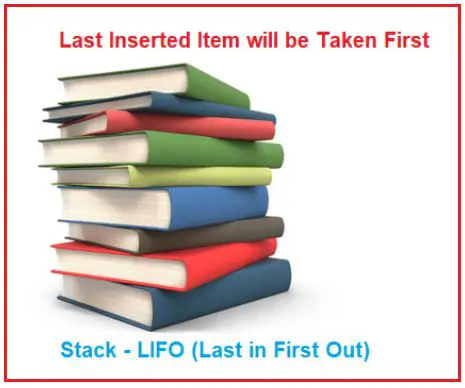 Last Inserted Item will be Taken First
Stack - LIFO (Last in First Out)